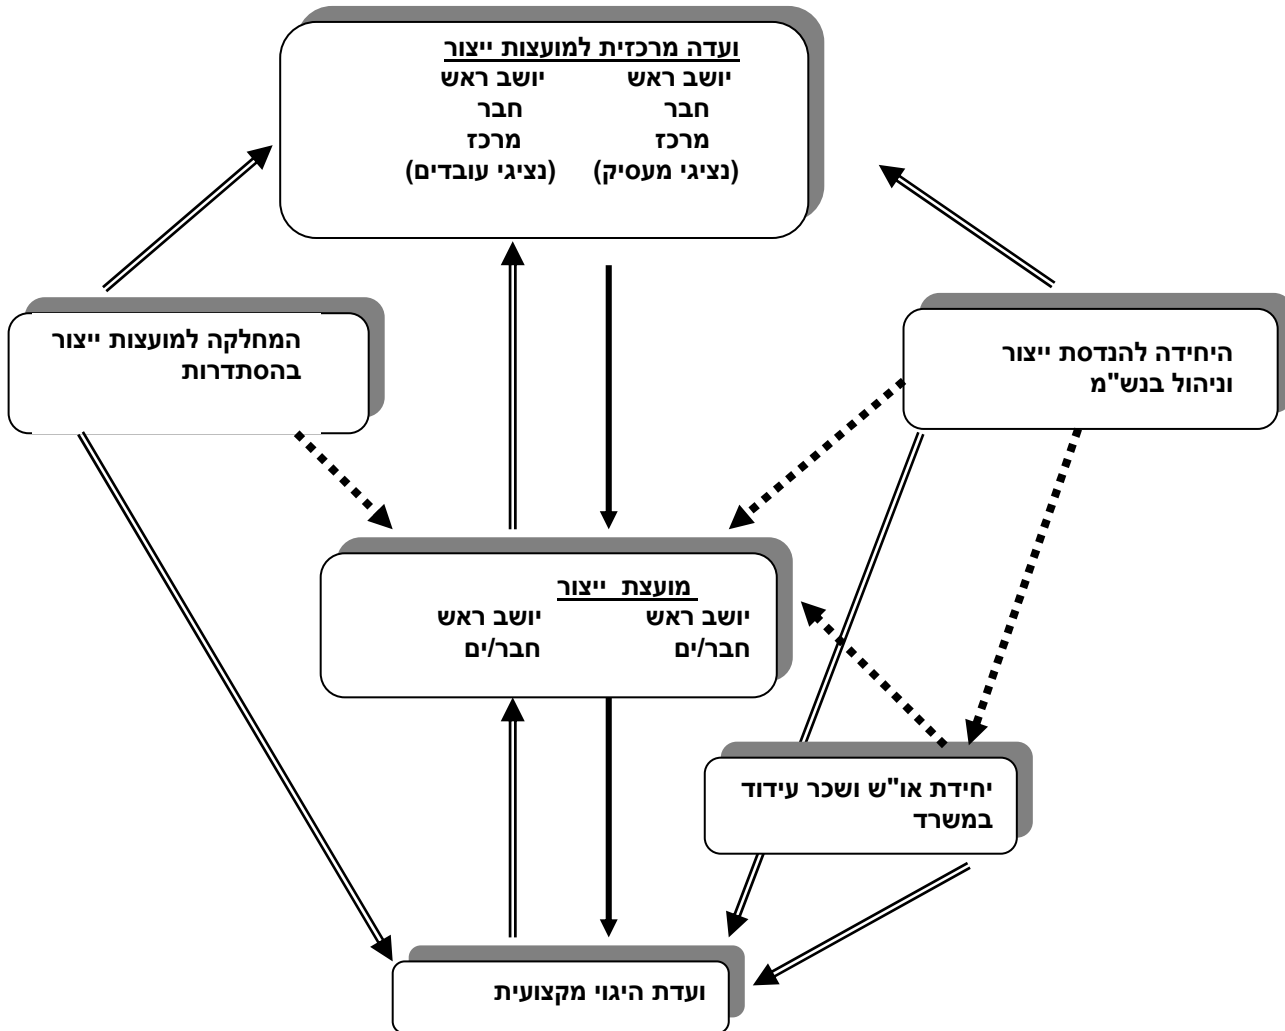 ועדה מרכזית למועצות ייצור
יושב ראש יושב ראש
חבר חבר
מרכז מרכז
(נציגי מעסיק) (נציגי עובדים)
היחידה להנדסת ייצור
וניהול בנש"מ
המחלקה למועצות ייצור
בהסתדרות
מועצת ייצור
יושב ראש יושב ראש
חבר/ים חבר/ים
יחידת או"ש ושכר עידוד
במשרד
ועדת היגוי מקצועית